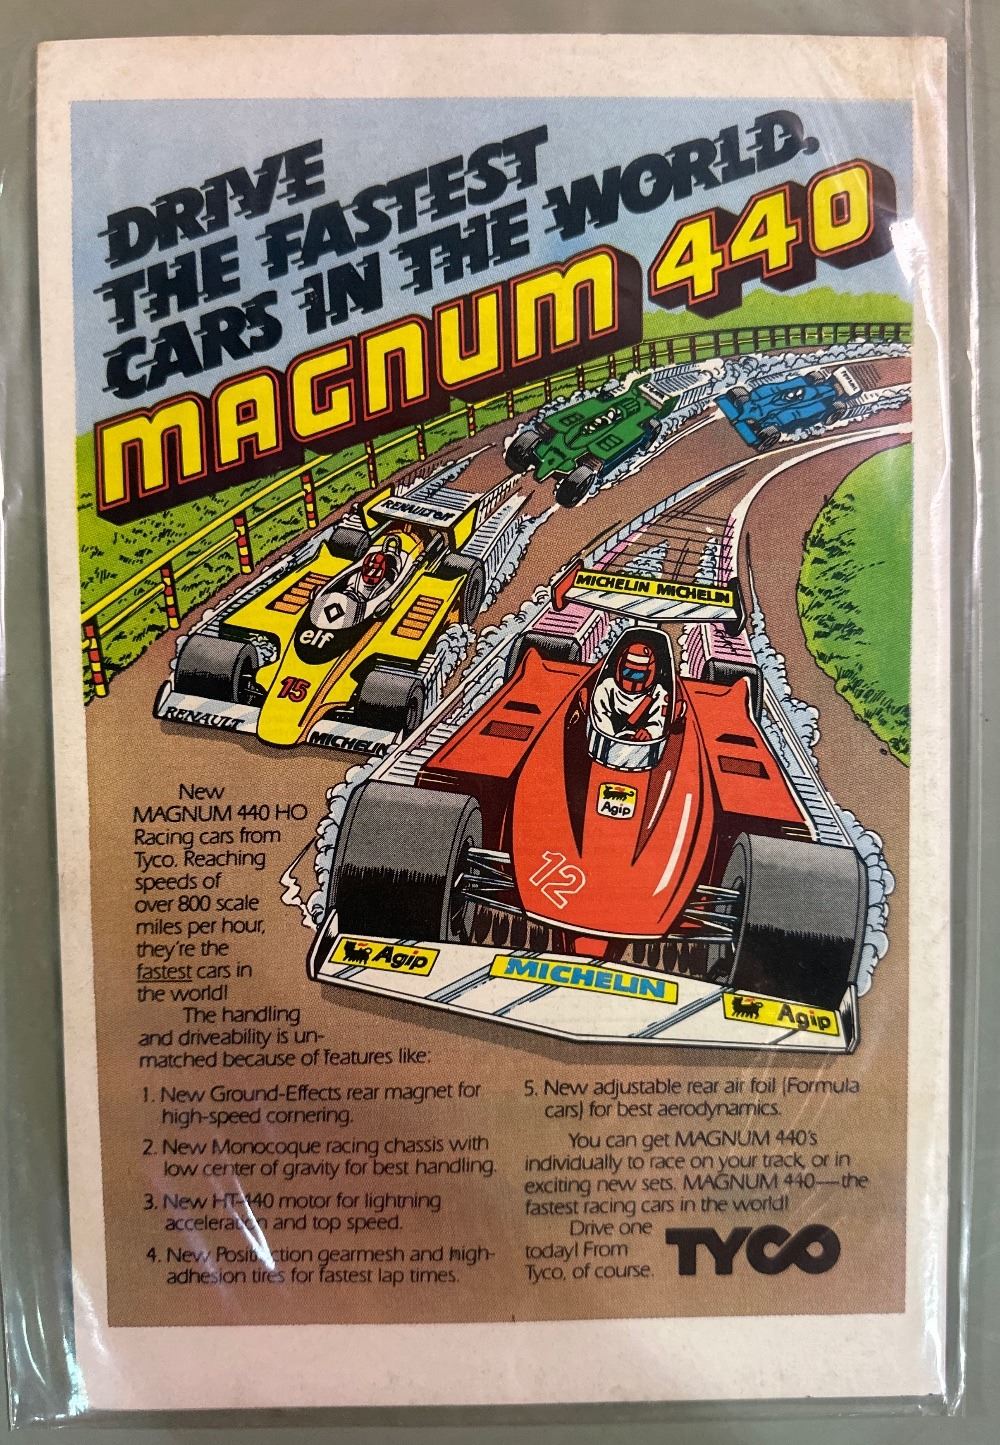 DRIVE
THE FASTEST
CARS IN THE WORLD.
MAGNUM 440
RENAULT elf
MICHELIN MICHELIN
elf
15
RENAULT
MICHELIN
Agip
12
Agip
MICHELIN
Agip
New
MAGNUM 440 HO
Racing cars from
Tyco. Reaching
speeds of
over 800 scale
miles per hour,
they're the
fastest cars in
the world!
The handling
and driveability is un-
matched because of features like:
1. New Ground-Effects rear magnet for
high-speed cornering.
2. New Monocoque racing chassis with
low center of gravity for best handling.
3. New HT-440 motor for lightning
acceleration and top speed.
4. New Posi-traction gearmesh and high-
adhesion tires for fastest lap times.
5. New adjustable rear air foil (Formula
cars) for best aerodynamics.
You can get MAGNUM 440's
individually to race on your track, or in
exciting new sets. MAGNUM 440—the
fastest racing cars in the world!
Drive one
today! From
Tyco, of course.
TYCO